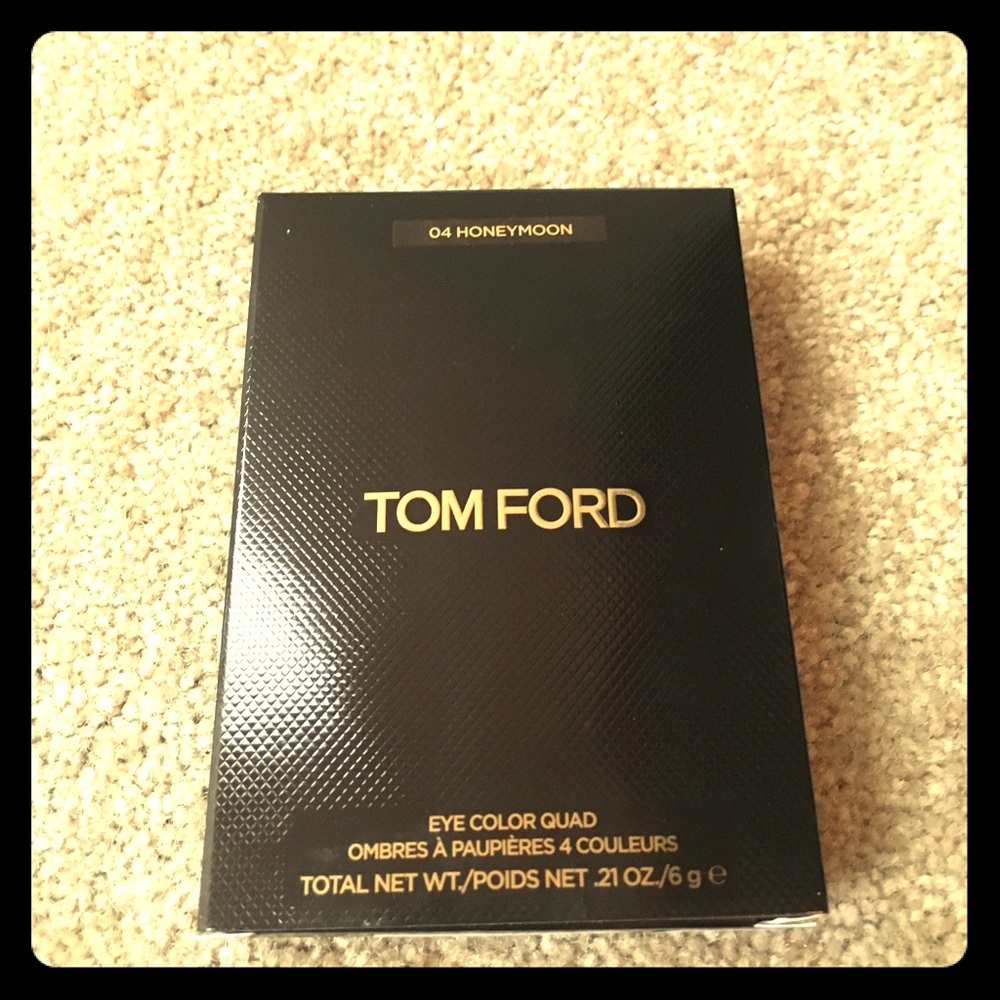 04 HONEYMOON
TOM FORD
EYE COLOR QUAD
OMBRES À PAUPIÈRES 4 COULEURS
TOTAL NET WT./POIDS NET .21 OZ./6 g ℮